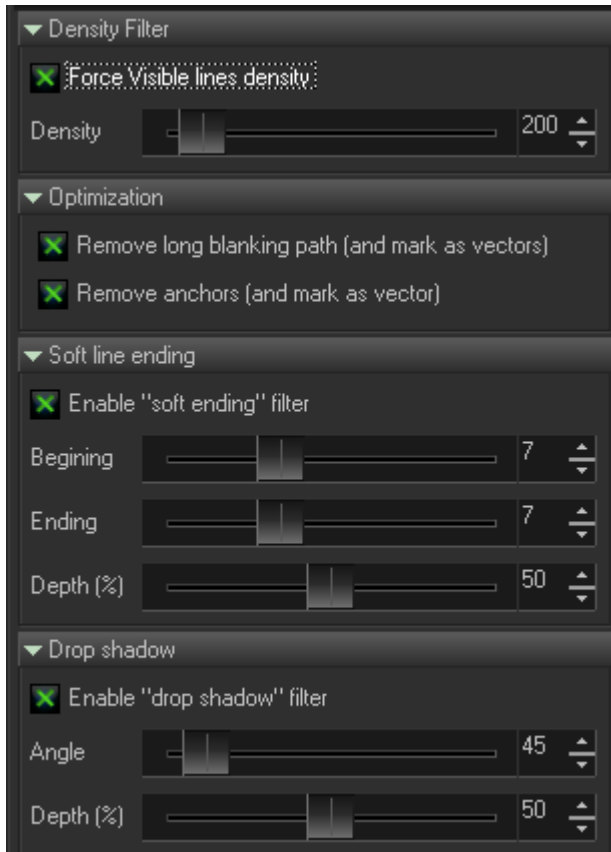 Density Filter
Force Visible lines density
Density 200
Optimization
Remove long blanking path (and mark as vectors)
Remove anchors (and mark as vector)
Soft line ending
Enable "soft ending" filter
Begining 7
Ending 7
Depth (%) 50
Drop shadow
Enable "drop shadow" filter
Angle 45
Depth (%) 50